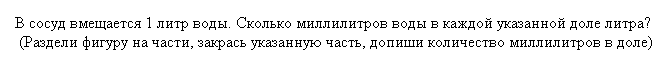 В сосуд вмещается 1 литр воды. Сколько миллилитров воды в каждой указанной доле литра?
(Раздели фигуру на части, закрась указанную часть, допиши количество миллилитров в доле)